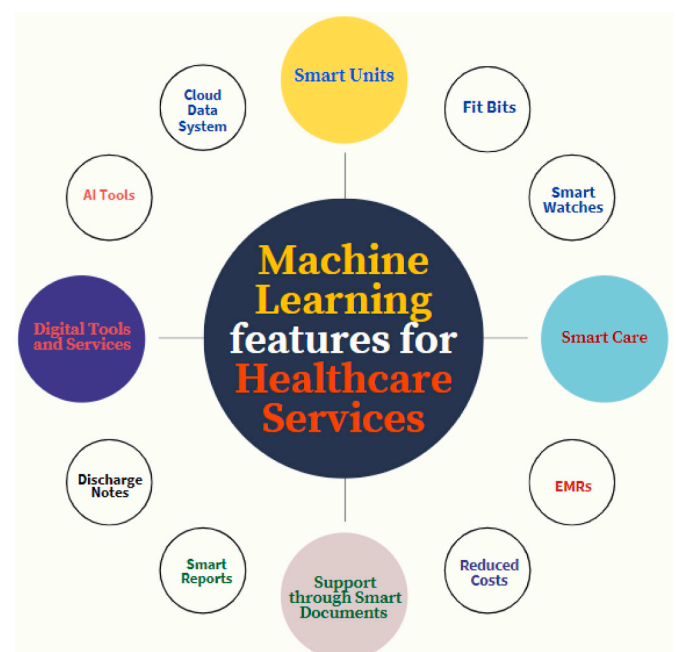 Smart Units
Cloud
Data
System
Fit Bits
AI Tools
Smart
Watches
Machine
Learning
features for
Healthcare
Services
Digital Tools
and Services
Smart Care
Discharge
Notes
EMRs
Smart
Reports
Reduced
Costs
Support
through Smart
Documents